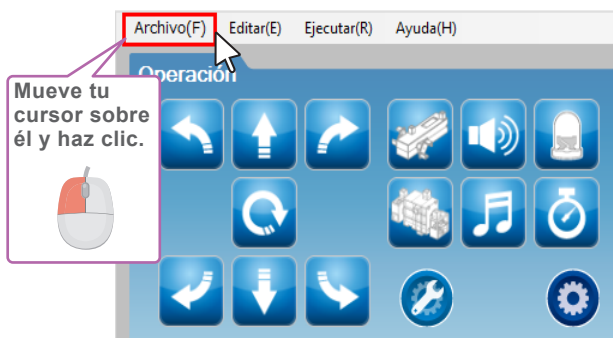 Archivo(F) Editar(E) Ejecutar(R) Ayuda(H)
Operación
Mueve tu
cursor sobre
él y haz clic.